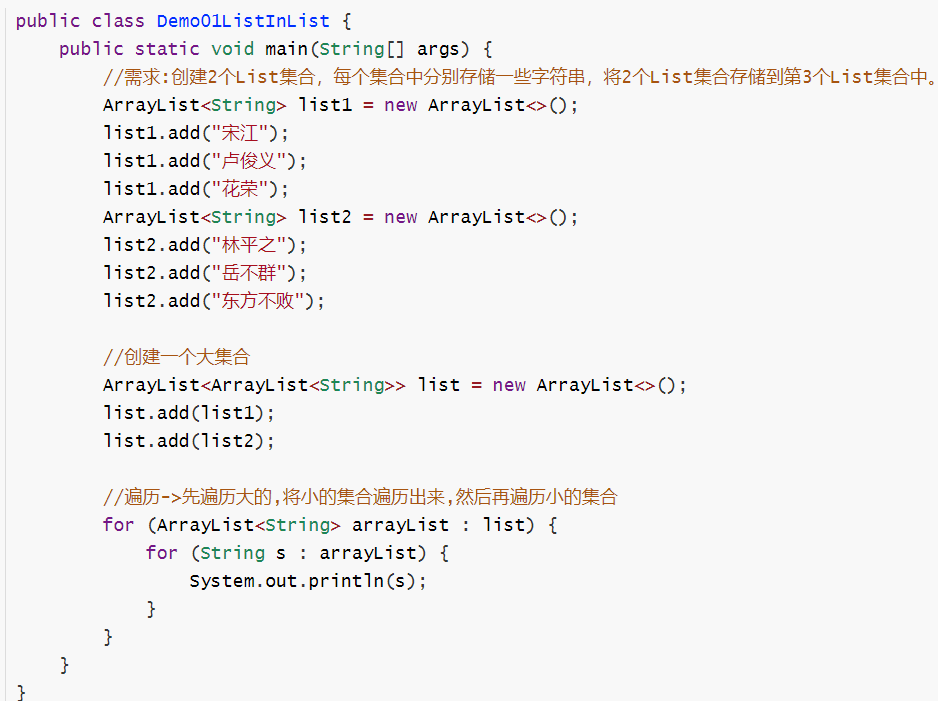 public class Demo01ListInList {
    public static void main(String[] args) {
        //需求:创建2个List集合，每个集合中分别存储一些字符串，将2个List集合存储到第3个List集合中。
        ArrayList<String> list1 = new ArrayList<>();
        list1.add("宋江");
        list1.add("卢俊义");
        list1.add("花荣");
        ArrayList<String> list2 = new ArrayList<>();
        list2.add("林平之");
        list2.add("岳不群");
        list2.add("东方不败");

        //创建一个大集合
        ArrayList<ArrayList<String>> list = new ArrayList<>();
        list.add(list1);
        list.add(list2);

        //遍历->先遍历大的,将小的集合遍历出来,然后再遍历小的集合
        for (ArrayList<String> arrayList : list) {
            for (String s : arrayList) {
                System.out.println(s);
            }
        }
    }
}